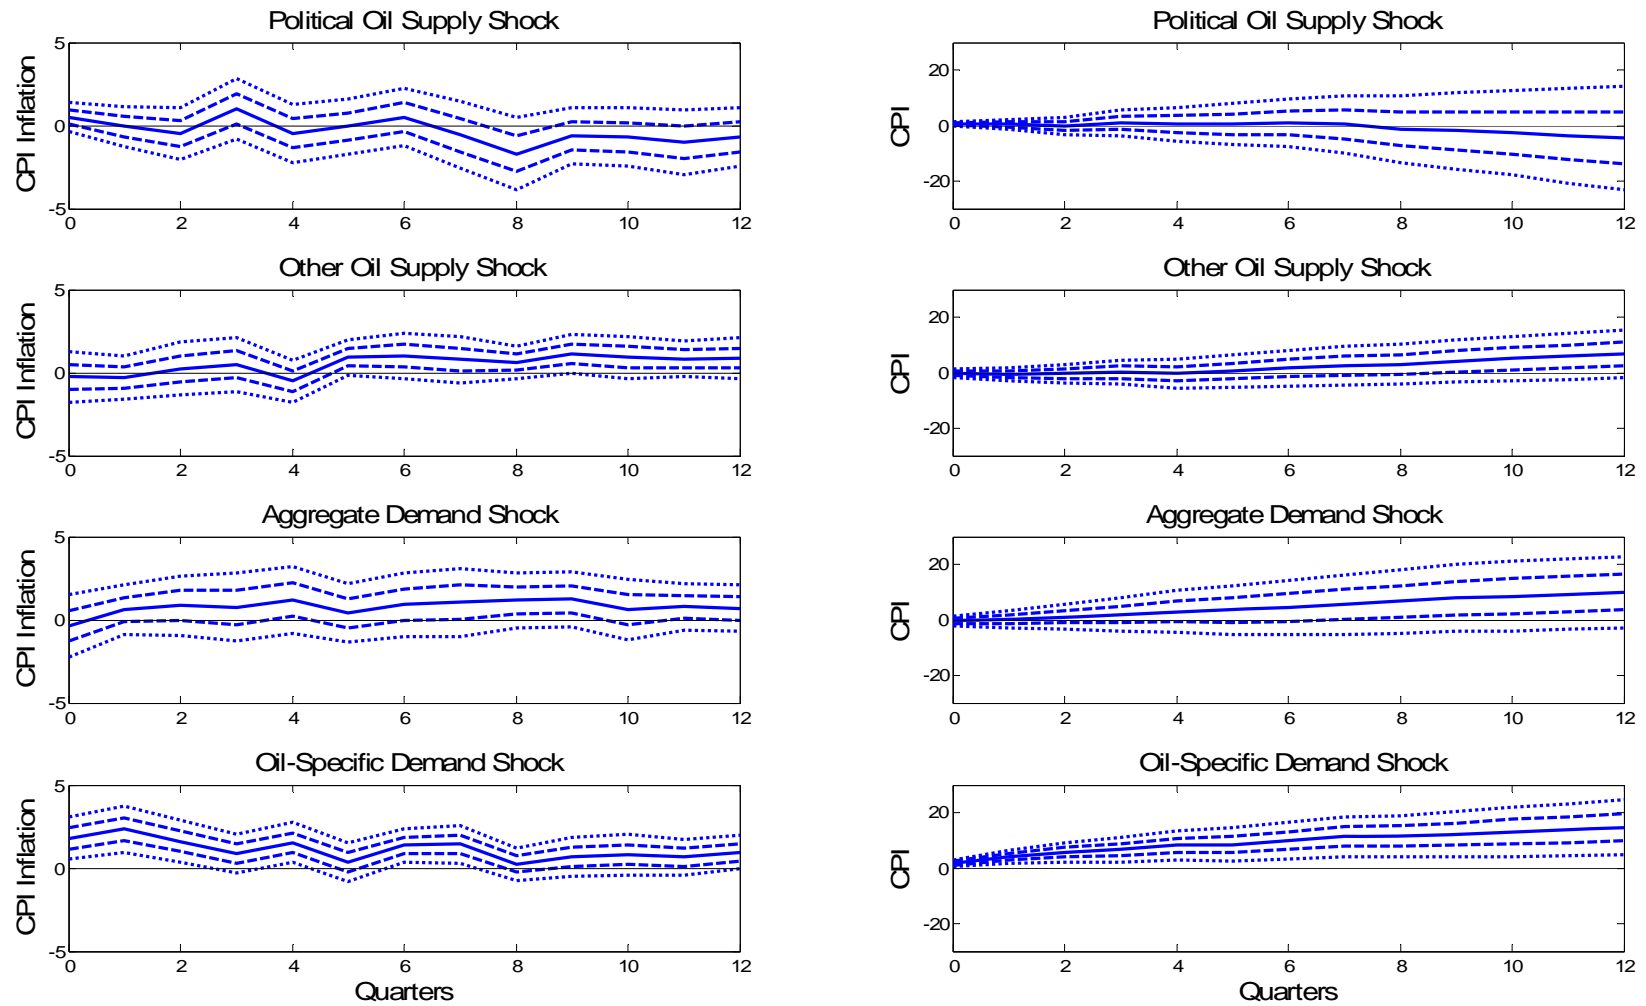 Political Oil Supply Shock
CPI Inflation
5
0
-5
0 2 4 6 8 10 12
Political Oil Supply Shock
CPI
20
0
-20
0 2 4 6 8 10 12
Other Oil Supply Shock
CPI Inflation
5
0
-5
0 2 4 6 8 10 12
Other Oil Supply Shock
CPI
20
0
-20
0 2 4 6 8 10 12
Aggregate Demand Shock
CPI Inflation
5
0
-5
0 2 4 6 8 10 12
Aggregate Demand Shock
CPI
20
0
-20
0 2 4 6 8 10 12
Oil-Specific Demand Shock
CPI Inflation
5
0
-5
0 2 4 6 8 10 12
Quarters
Oil-Specific Demand Shock
CPI
20
0
-20
0 2 4 6 8 10 12
Quarters